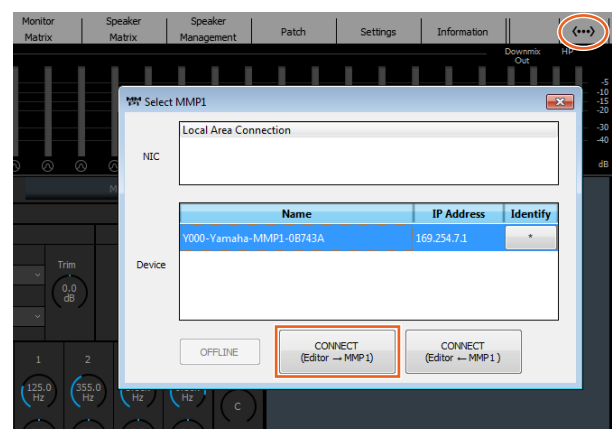 Monitor
Matrix
Speaker
Matrix
Speaker
Management
Patch
Settings
Information
Downmix
Out
HP
-5
-10
-15
-20
-30
-40
dB
Select MMP1
NIC
Local Area Connection
Device
Name IP Address Identify
Y000-Yamaha-MMP1-0B743A 169.254.7.1 *
OFFLINE
CONNECT
(Editor → MMP1)
CONNECT
(Editor ← MMP1)
Trim
0.0
dB
1 2
125.0
Hz
355.0
Hz
Hz
Hz
C